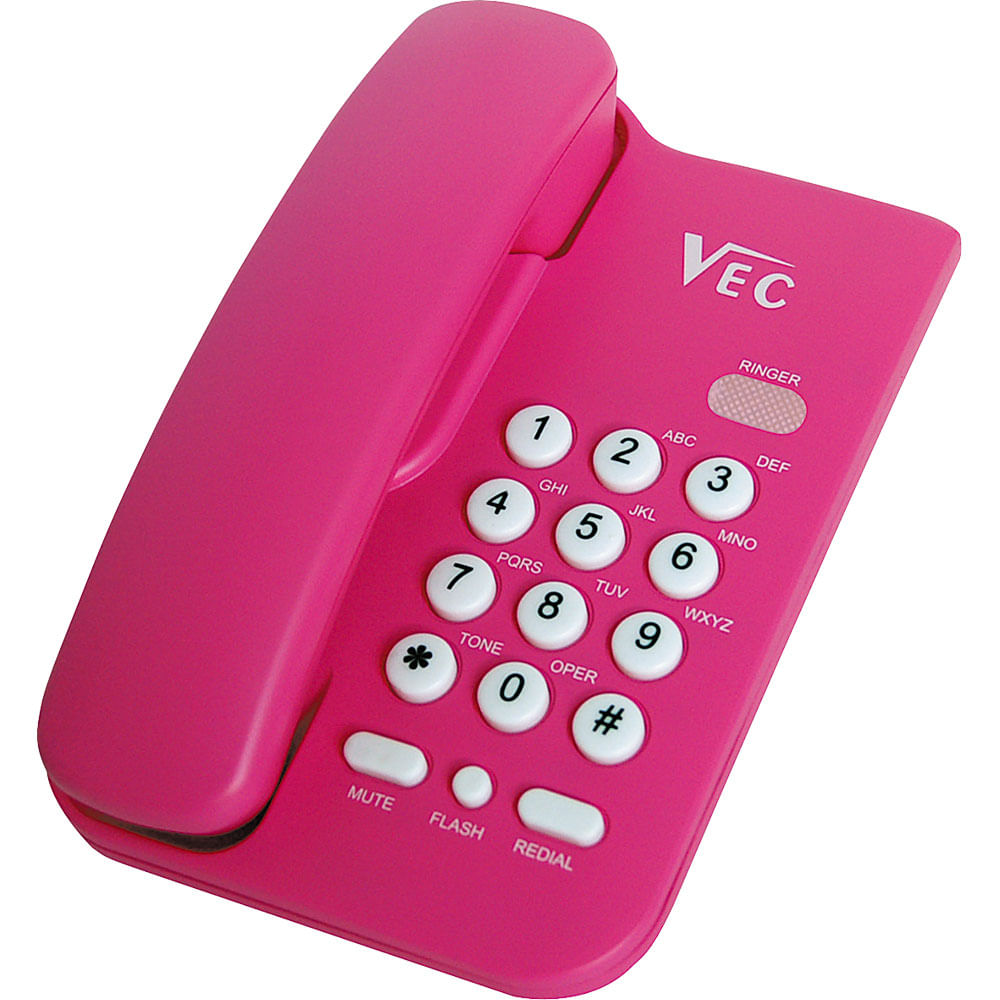 VEC
RINGER
1
2 ABC
3 DEF
4 GHI
5 JKL
6 MNO
7 PQRS
8 TUV
9 WXYZ
* TONE
0 OPER
#
MUTE
FLASH
REDIAL